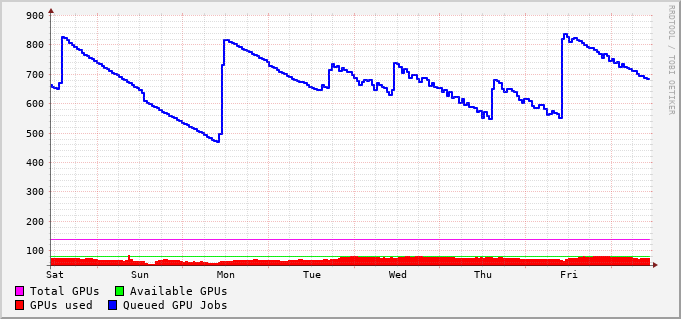 900
800
700
600
500
400
300
200
100
Sat Sun Mon Tue Wed Thu Fri
Total GPUs Available GPUs
GPUs used Queued GPU Jobs
RRDTOOL / TOBI OETIKER